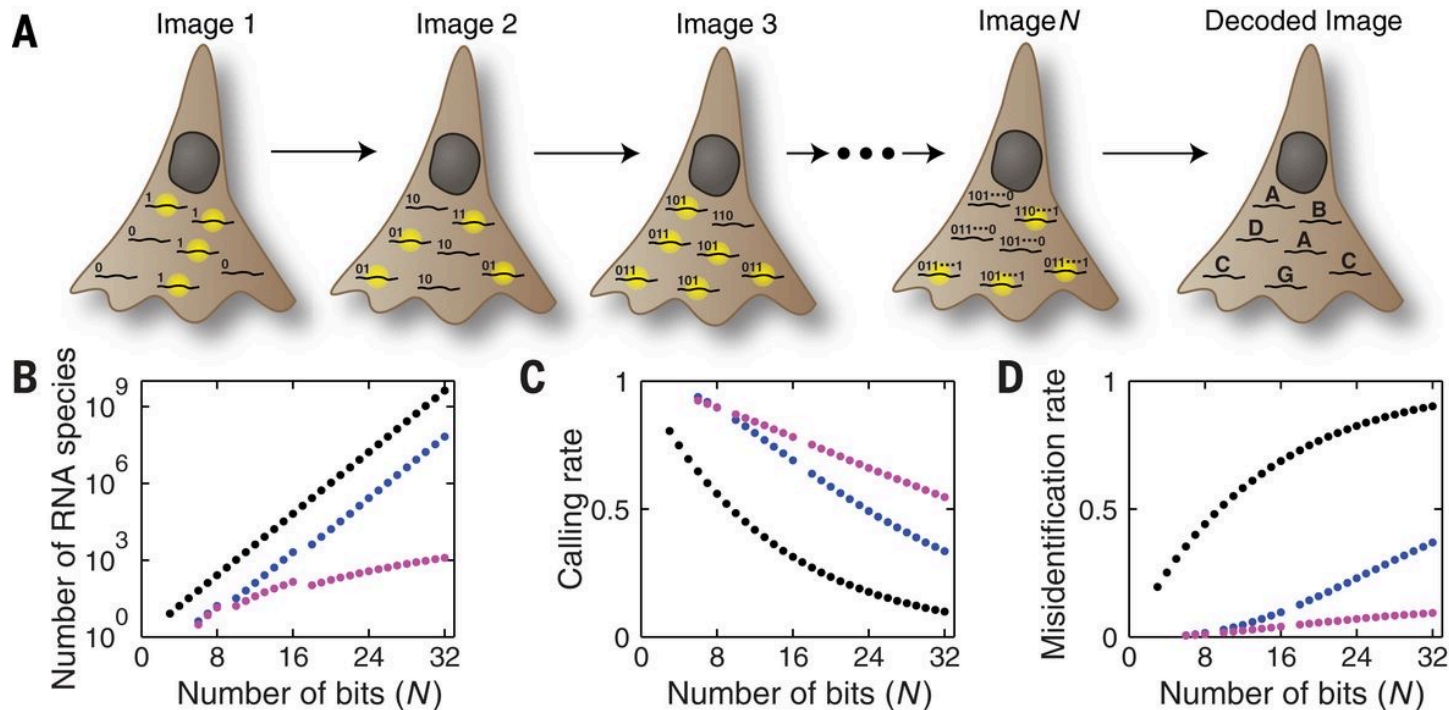 A
Image 1
Image 2
Image 3
Image N
Decoded Image
1
1
0
1
0
0
1
10
11
01
10
01
01
10
101
110
011
101
011
011
101
101···0
110···1
011···0
101···0
011···1
011···1
101···1
A
B
D
A
C
C
G
B
Number of RNA species
10 9
10 6
10 3
10 0
0 8 16 24 32
Number of bits (N)
C
Calling rate
1
0.5
0
0 8 16 24 32
Number of bits (N)
D
Misidentification rate
1
0.5
0
0 8 16 24 32
Number of bits (N)